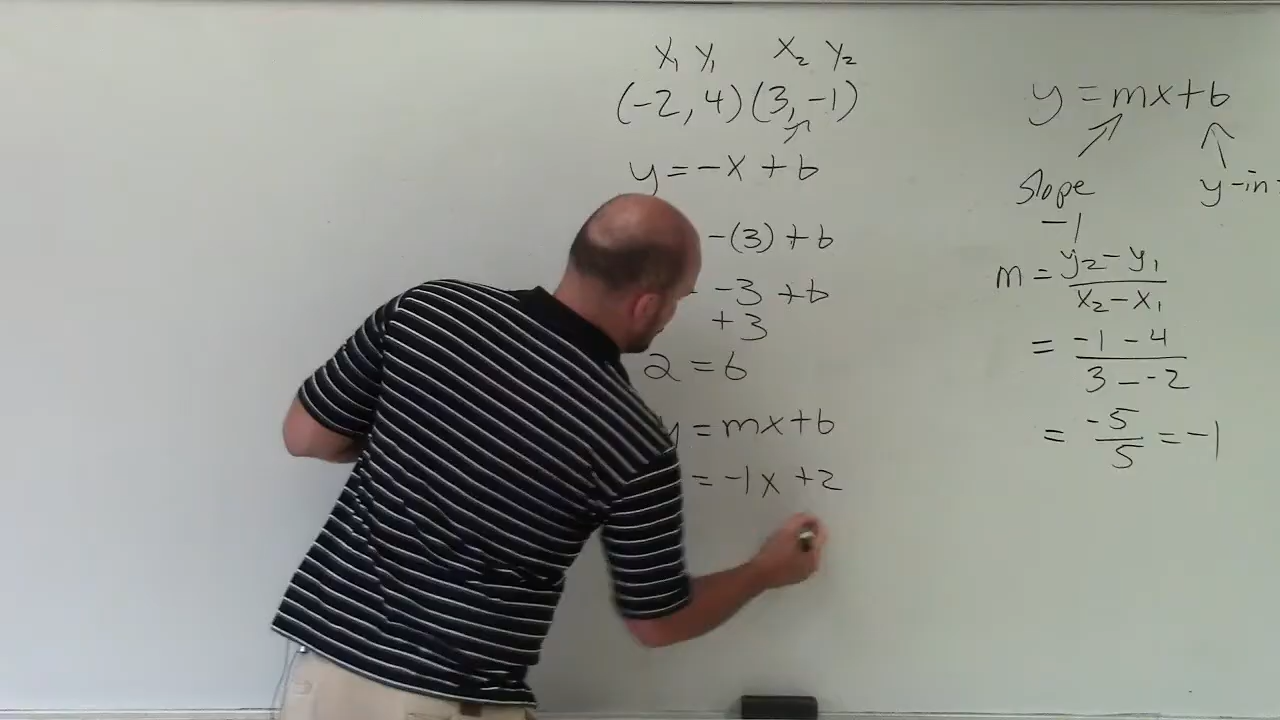 x₁ y₁ x₂ y₂
(-2, 4) (3, -1)
y = -x + b
-(3) + b
-3 + b
+3
2 = b
y = mx + b
= -1x + 2
y = mx + b
slope y-in
-1
m = y₂ - y₁ / x₂ - x₁
= -1 - 4 / 3 - -2
= -5 / 5 = -1